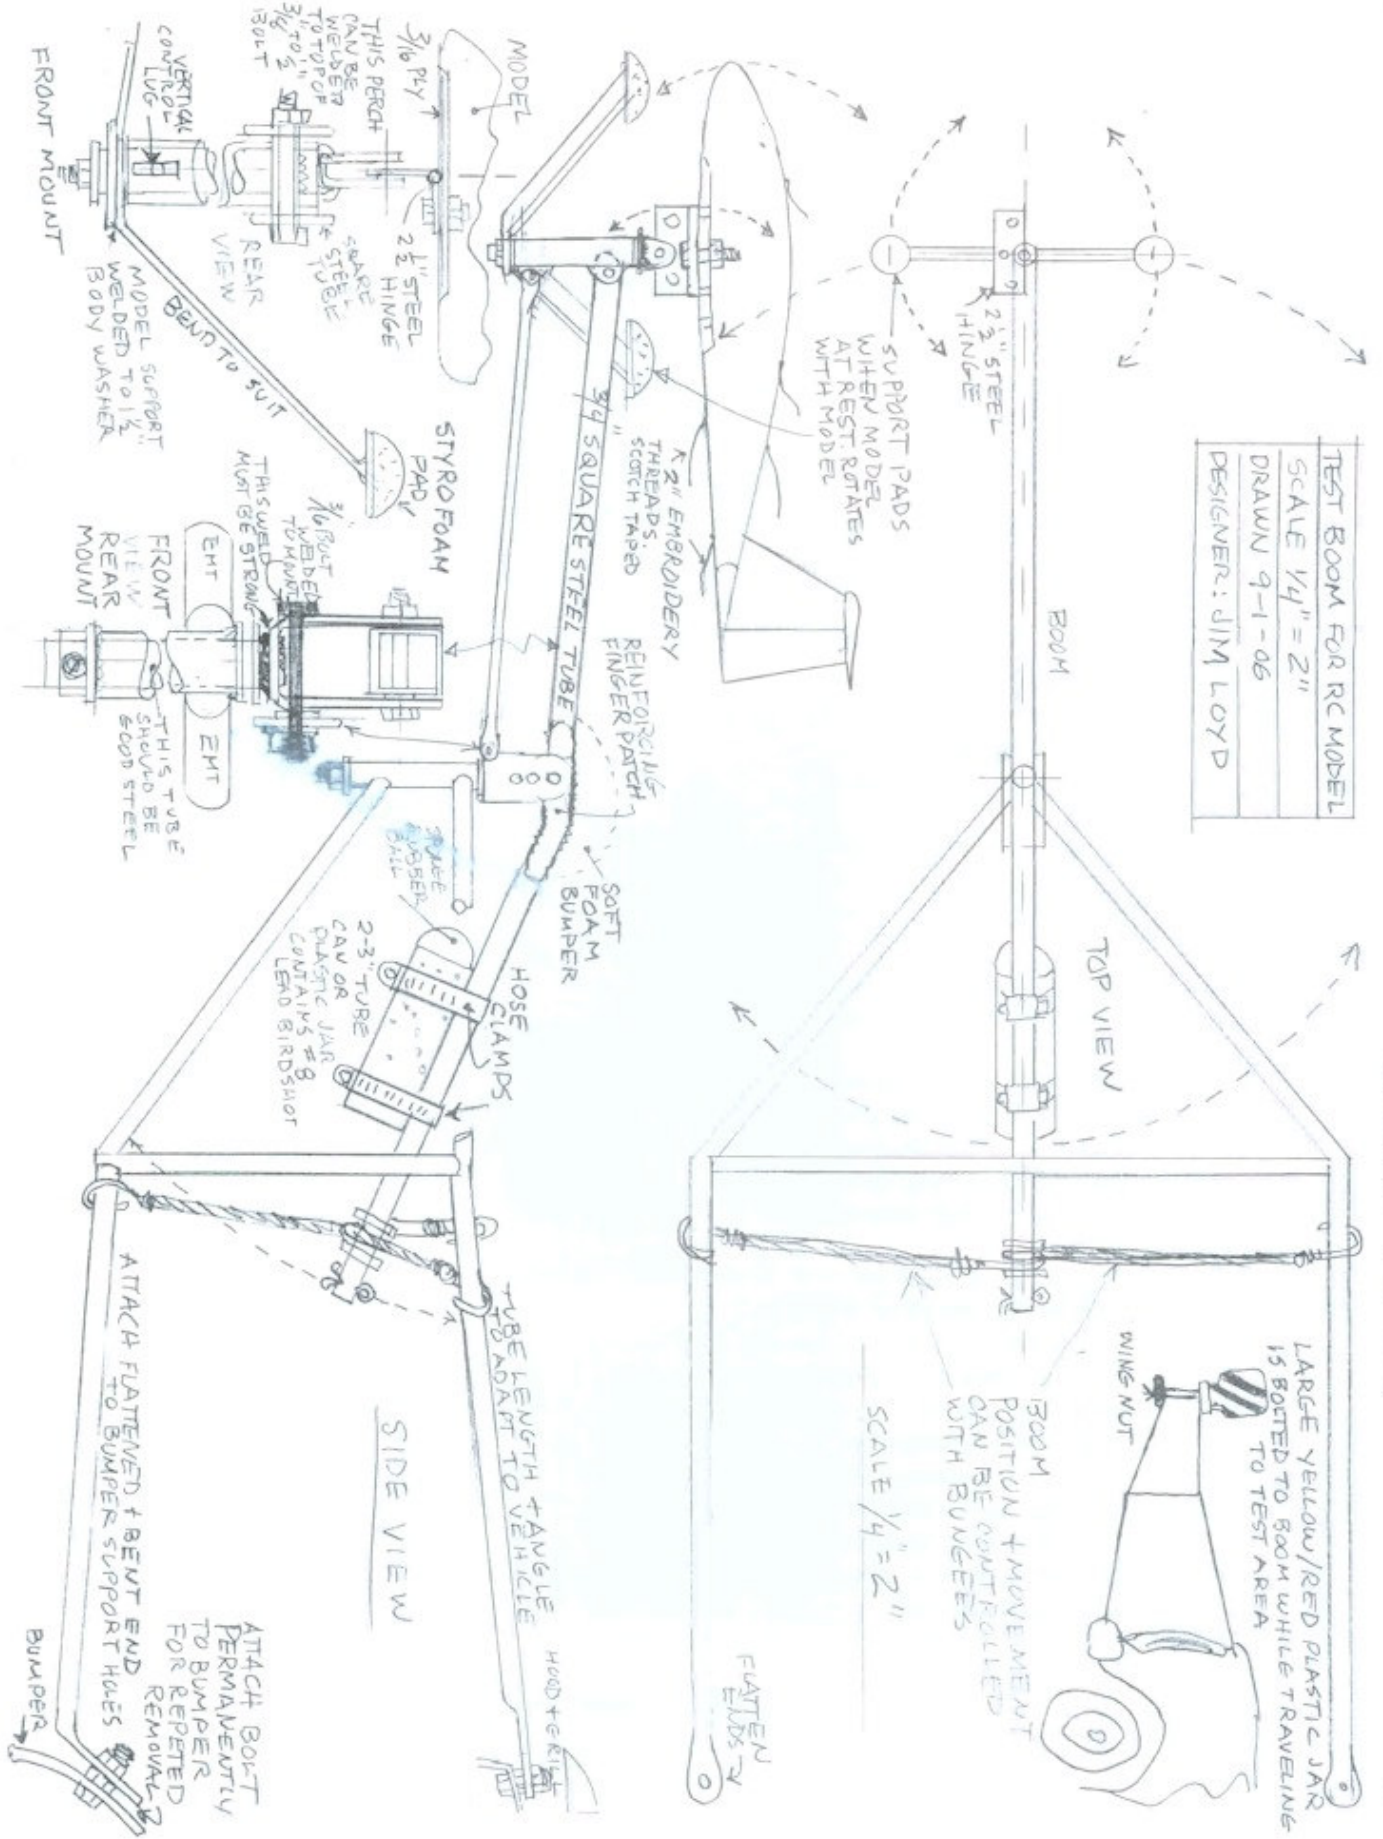 TEST BOOM FOR RC MODEL
SCALE 1/4" = 2"
DRAWN 9-1-06
DESIGNER: JIM LOYD
BOOM
2 1/2" STEEL
HINGE
TOP VIEW
SUPPORT PADS
WHEN MODEL
AT REST. ROTATES
WITH MODEL
LARGE YELLOW/RED PLASTIC JAR
IS BOLTED TO BOOM WHILE TRAVELING
TO TEST AREA
WING NUT
BOOM
POSITION + MOVEMENT
CAN BE CONTROLLED
WITH BUNGEES
SCALE 1/4" = 2"
FLATTEN
ENDS
MODEL
3/16 PLY
THIS PERCH
CAN BE
WELDED
TO TOP OF
BOLT
2 1/2" STEEL
HINGE
SQARE
STEEL
TUBE
REAR
VIEW
VERTICAL
CONTROL
LUG
FRONT MOUNT
BEND TO SUIT
MODEL SUPPORT
WELDED TO 1 1/2"
BODY WASHER
STYROFOAM
PAD
3/4" SQUARE STEEL TUBE
2" EMBROIDERY
THREADS.
SCOTCH TAPED
REINFORCING
FINGER PATCH
SOFT
FOAM
BUMPER
3/16 BOLT
WELDED
TO MOUNT
THIS WELD
MUST BE STRONG
EMT
EMT
FRONT
VIEW
REAR
MOUNT
THIS TUBE
SHOULD BE
GOOD STEEL
SPONGE
RUBBER
BALL
HOSE
CLAMPS
2-3" TUBE
CAN OR
PLASTIC JAR
CONTAINS #8
LEAD BIRDSHOT
TUBE LENGTH + ANGLE
TO ADAPT TO VEHICLE
HOOD + GRILL
SIDE VIEW
ATTACH FLATTENED + BENT END
TO BUMPER SUPPORT HOLES
ATTACH BOLT
PERMANENTLY
TO BUMPER
FOR REPETED
REMOVAL
BUMPER